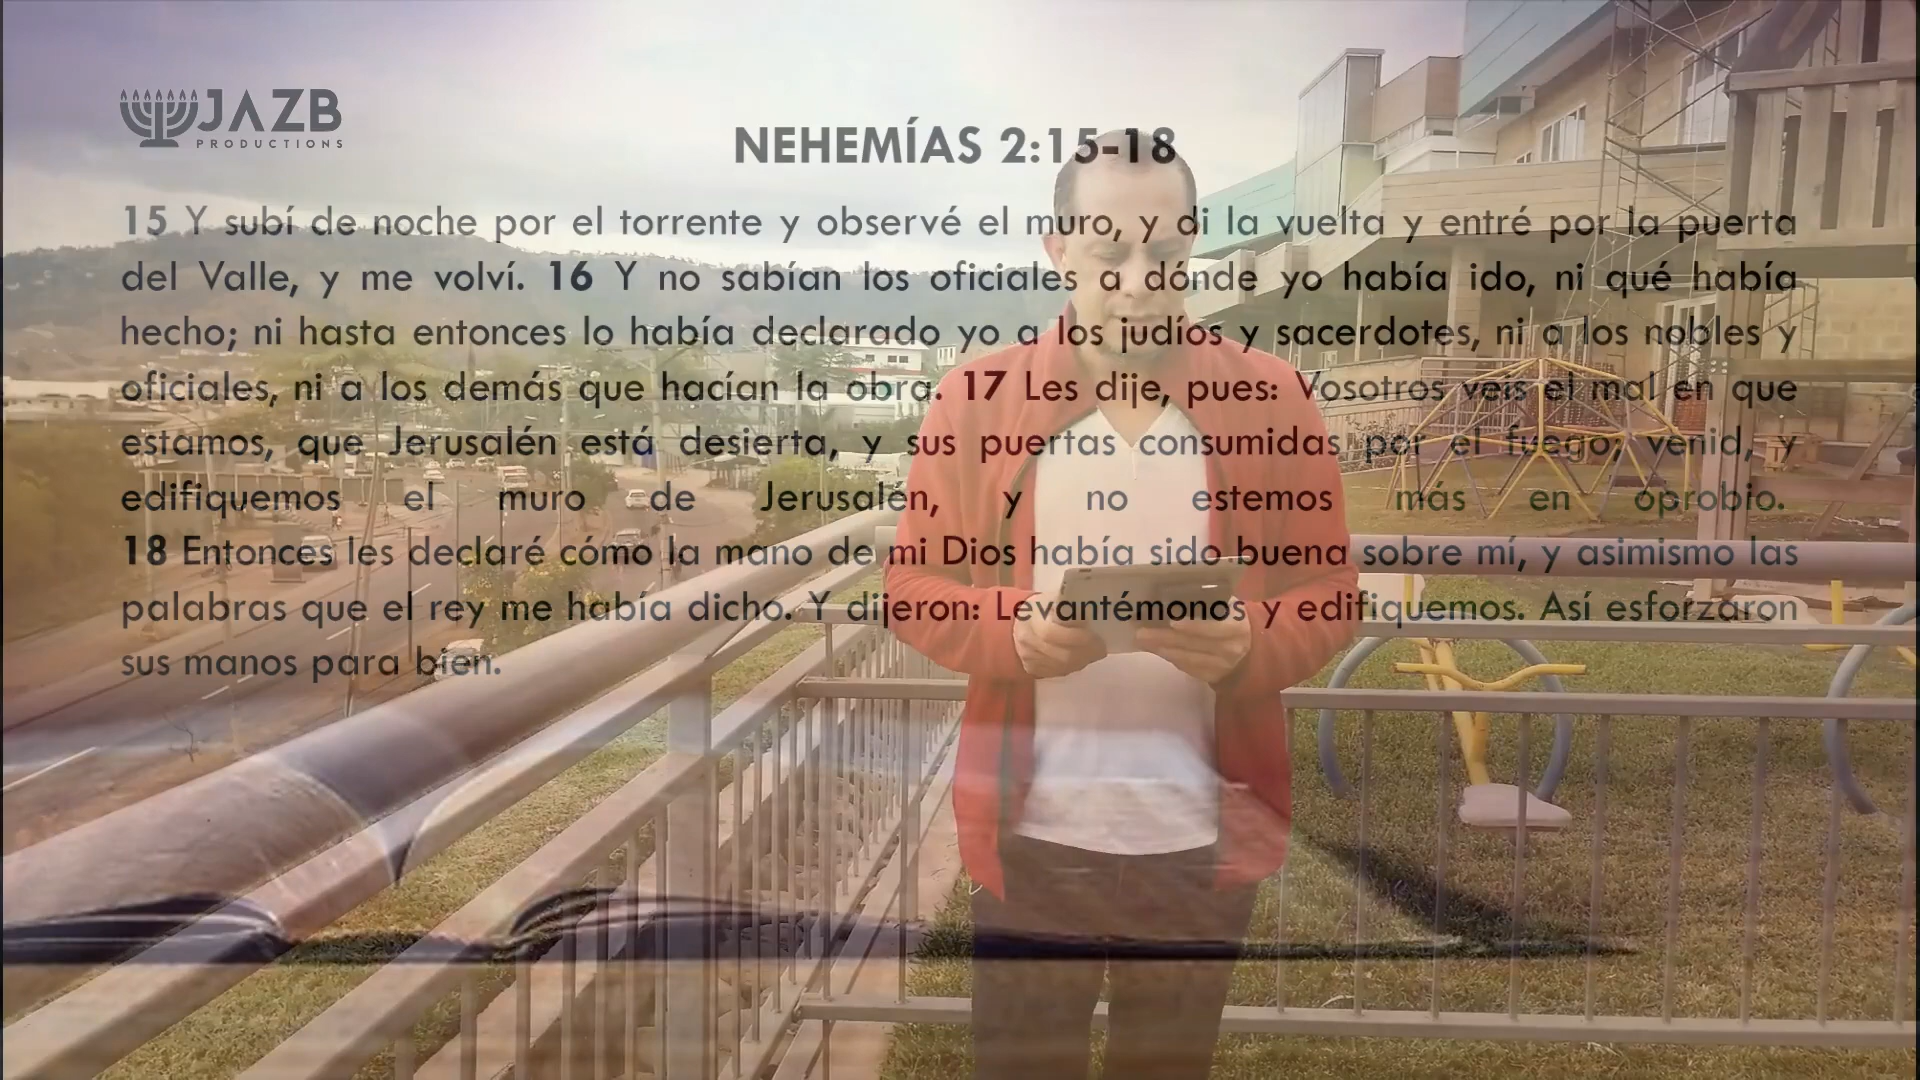 JAZB
PRODUCTIONS
NEHEMÍAS 2:15-18
15 Y subí de noche por el torrente y observé el muro, y di la vuelta y entré por la puerta
del Valle, y me volví. 16 Y no sabían los oficiales a dónde yo había ido, ni qué había
hecho; ni hasta entonces lo había declarado yo a los judíos y sacerdotes, ni a los nobles y
oficiales, ni a los demás que hacían la obra. 17 Les dije, pues: Vosotros veis el mal en que
estamos, que Jerusalén está desierta, y sus puertas consumidas por el fuego; venid, y
edifiquemos el muro de Jerusalén, y no estemos más en oprobio.
18 Entonces les declaré cómo la mano de mi Dios había sido buena sobre mí, y asimismo las
palabras que el rey me había dicho. Y dijeron: Levantémonos y edifiquemos. Así esforzaron
sus manos para bien.